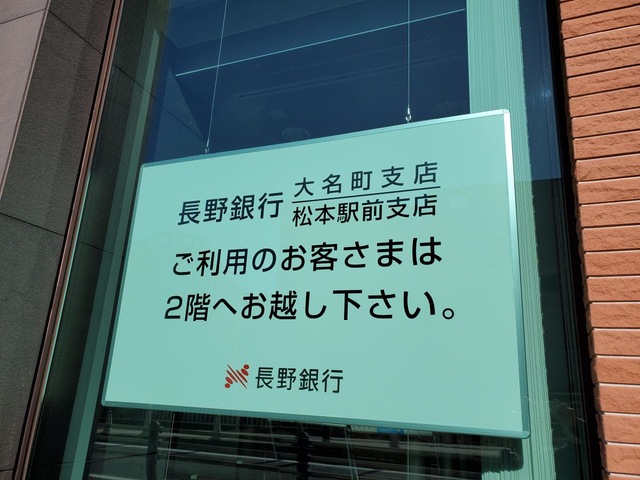 長野銀行 大名町支店
松本駅前支店
ご利用のお客さまは
2階へお越し下さい。
長野銀行